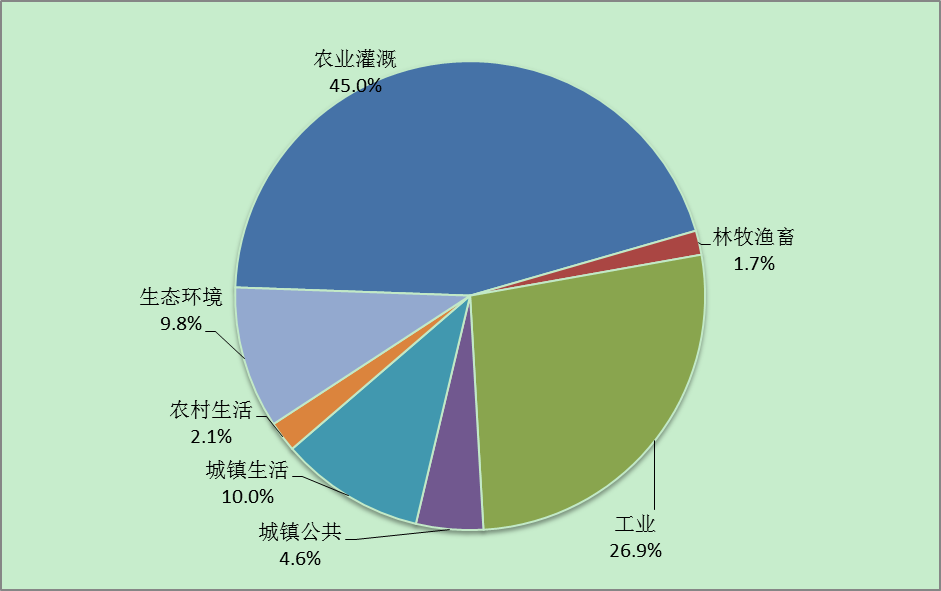 农业灌溉
45.0%
林牧渔畜
1.7%
生态环境
9.8%
农村生活
2.1%
城镇生活
10.0%
城镇公共
4.6%
工业
26.9%